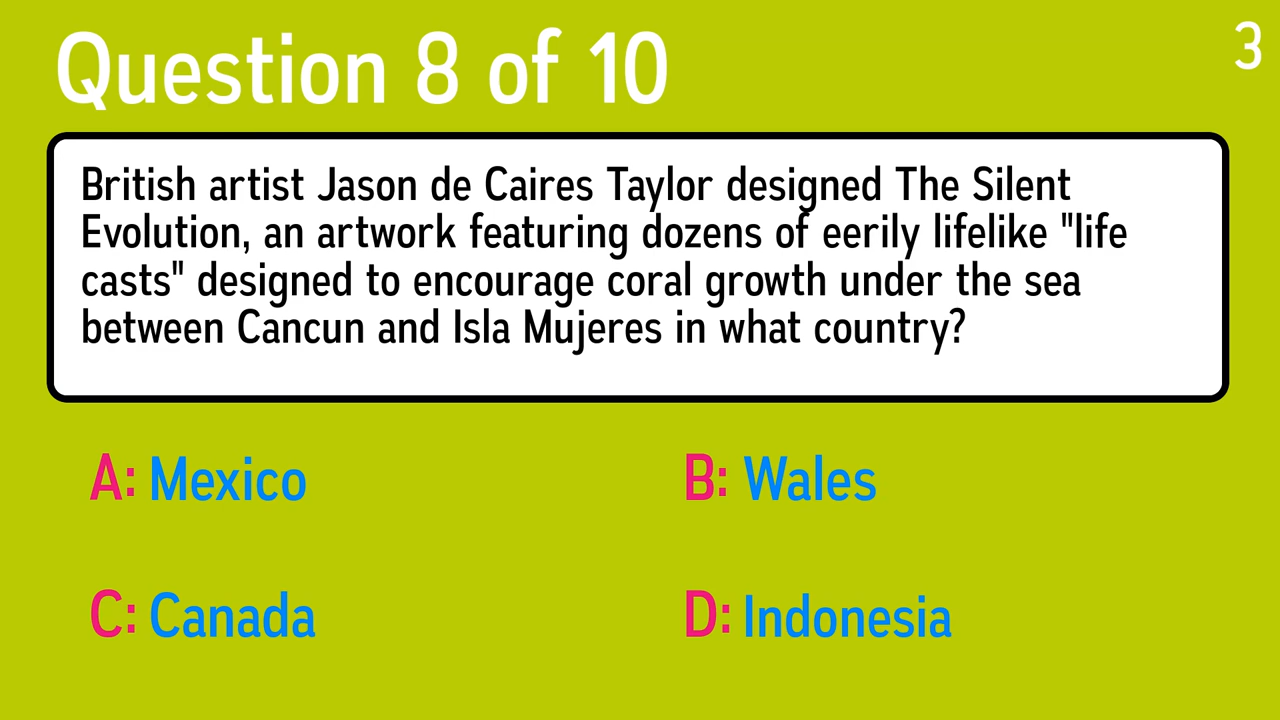 Question 8 of 10
3
British artist Jason de Caires Taylor designed The Silent
Evolution, an artwork featuring dozens of eerily lifelike "life
casts" designed to encourage coral growth under the sea
between Cancun and Isla Mujeres in what country?
A: Mexico
B: Wales
C: Canada
D: Indonesia